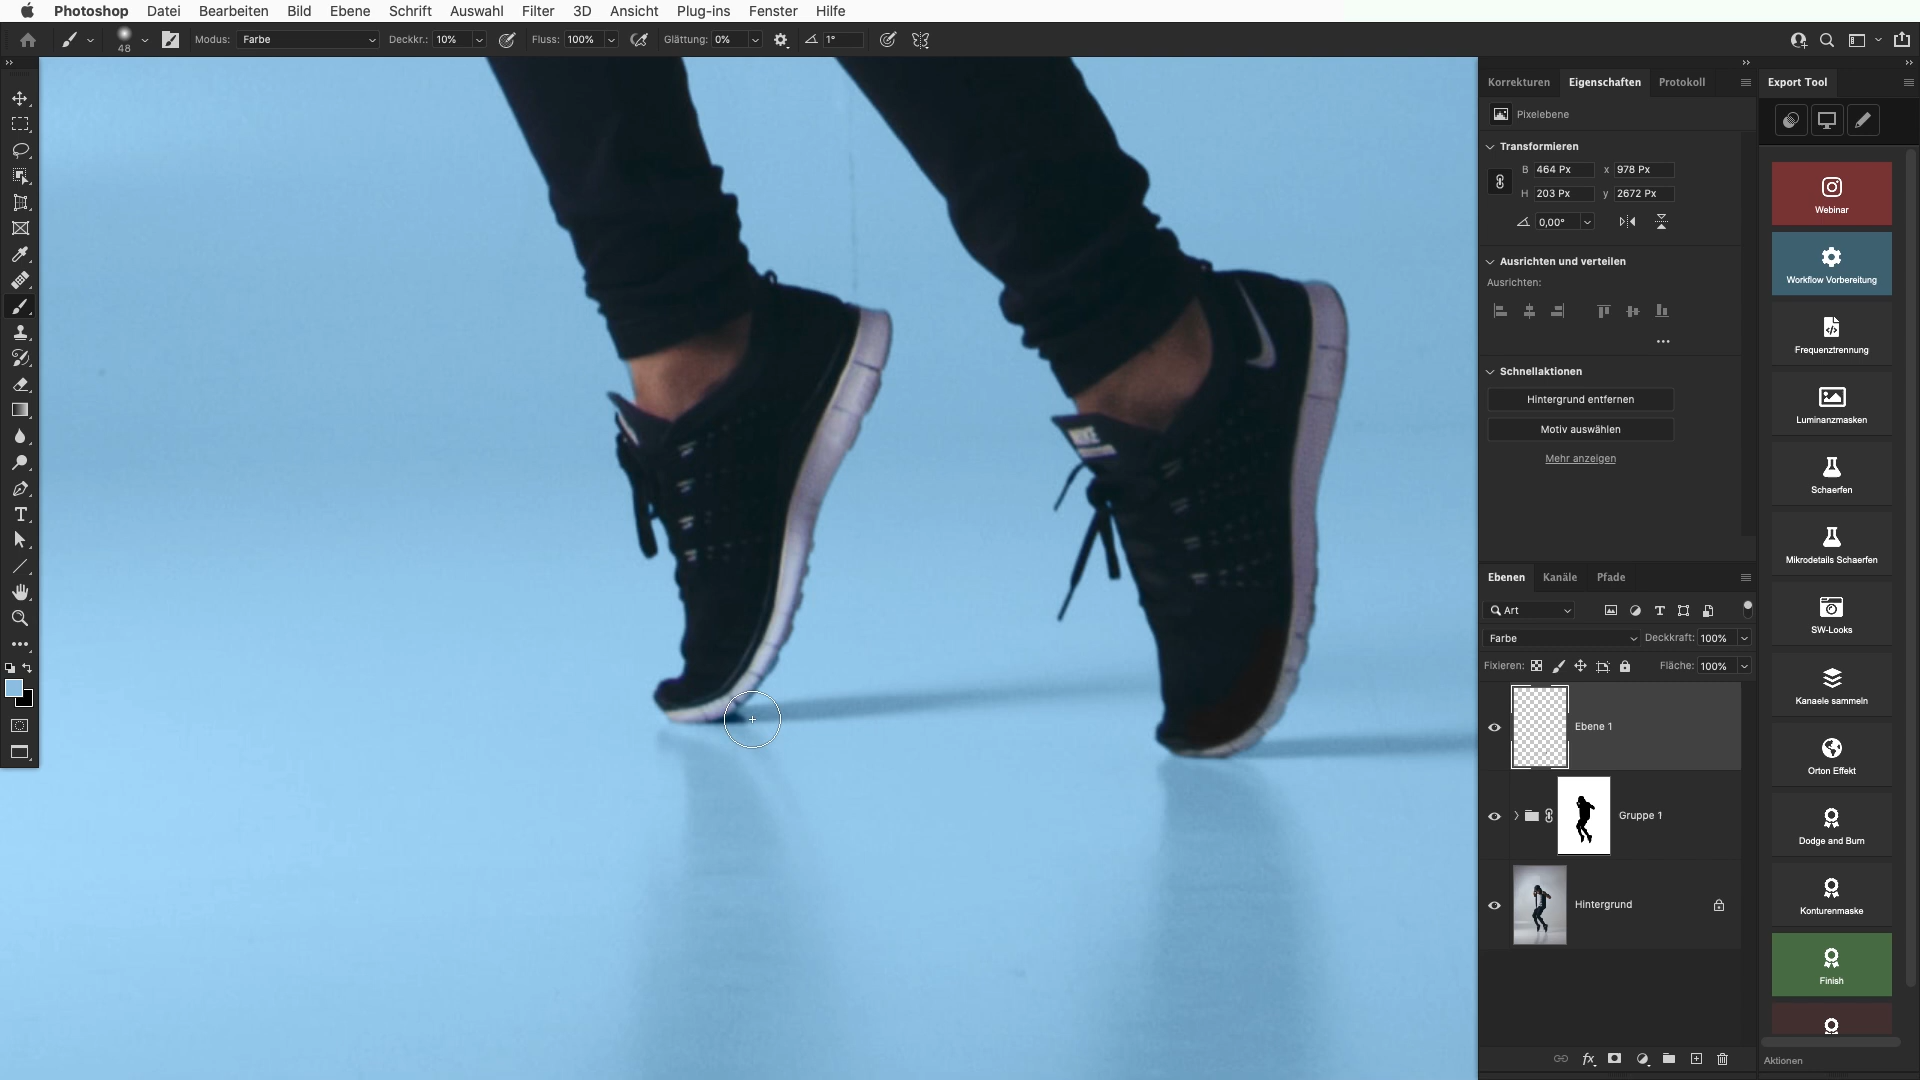 Photoshop Datei Bearbeiten Bild Ebene Schrift Auswahl Filter 3D Ansicht Plug-ins Fenster Hilfe
48 Modus: Farbe Deckkr.: 10% Fluss: 100% Glättung: 0% 1°
Korrekturen Eigenschaften Protokoll
Pixelebene
Transformieren
B 464 Px x 978 Px
H 203 Px y 2672 Px
0,00°
Ausrichten und verteilen
Ausrichten:
Schnellaktionen
Hintergrund entfernen
Motiv auswählen
Mehr anzeigen
Ebenen Kanäle Pfade
Art
Farbe Deckkraft: 100%
Fixieren: Fläche: 100%
Ebene 1
Gruppe 1
Hintergrund
fx
Export Tool
Webinar
Workflow Vorbereitung
Frequenztrennung
Luminanzmasken
Schaerfen
Mikrodetails Schaerfen
SW-Looks
Kanaele sammeln
Orton Effekt
Dodge and Burn
Konturenmaske
Finish
Aktionen
NIKE